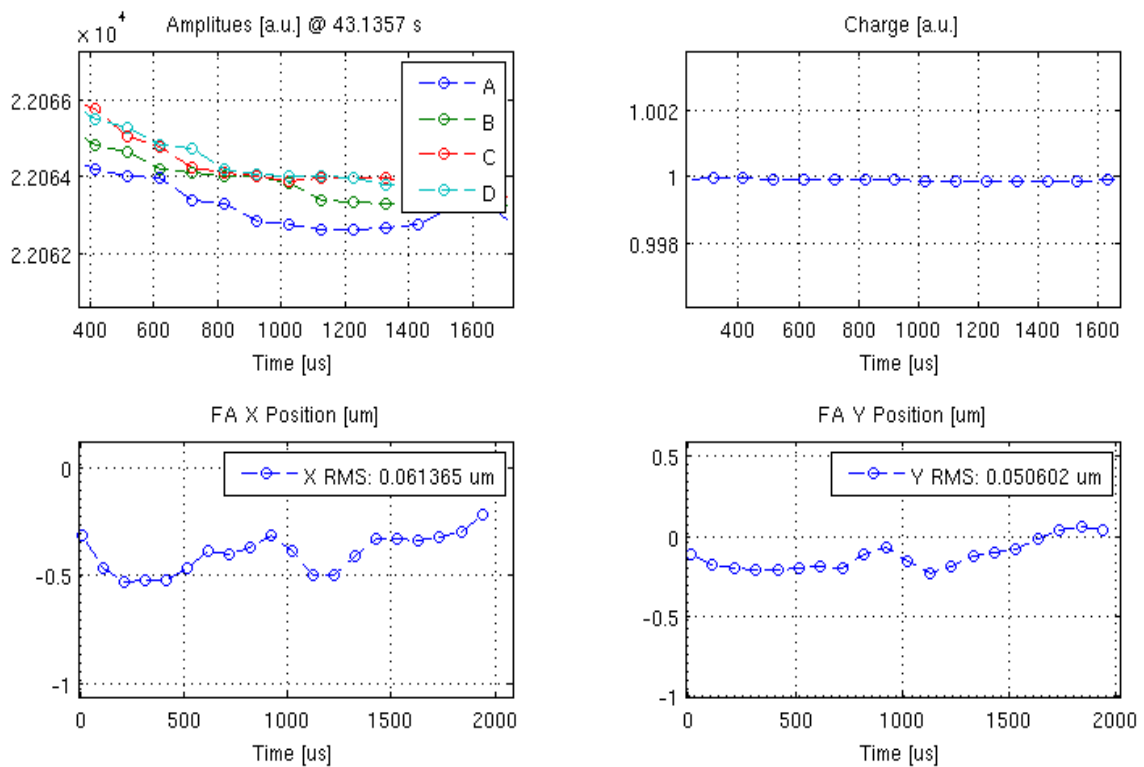 × 10^4
Amplitues [a.u.] @ 43.1357 s
2.2066
2.2064
2.2062
A
B
C
D
400 600 800 1000 1200 1400 1600
Time [us]
Charge [a.u.]
1.002
1
0.998
400 600 800 1000 1200 1400 1600
Time [us]
FA X Position [um]
0
-0.5
-1
X RMS: 0.061365 um
0 500 1000 1500 2000
Time [us]
FA Y Position [um]
0.5
0
-0.5
-1
Y RMS: 0.050602 um
0 500 1000 1500 2000
Time [us]